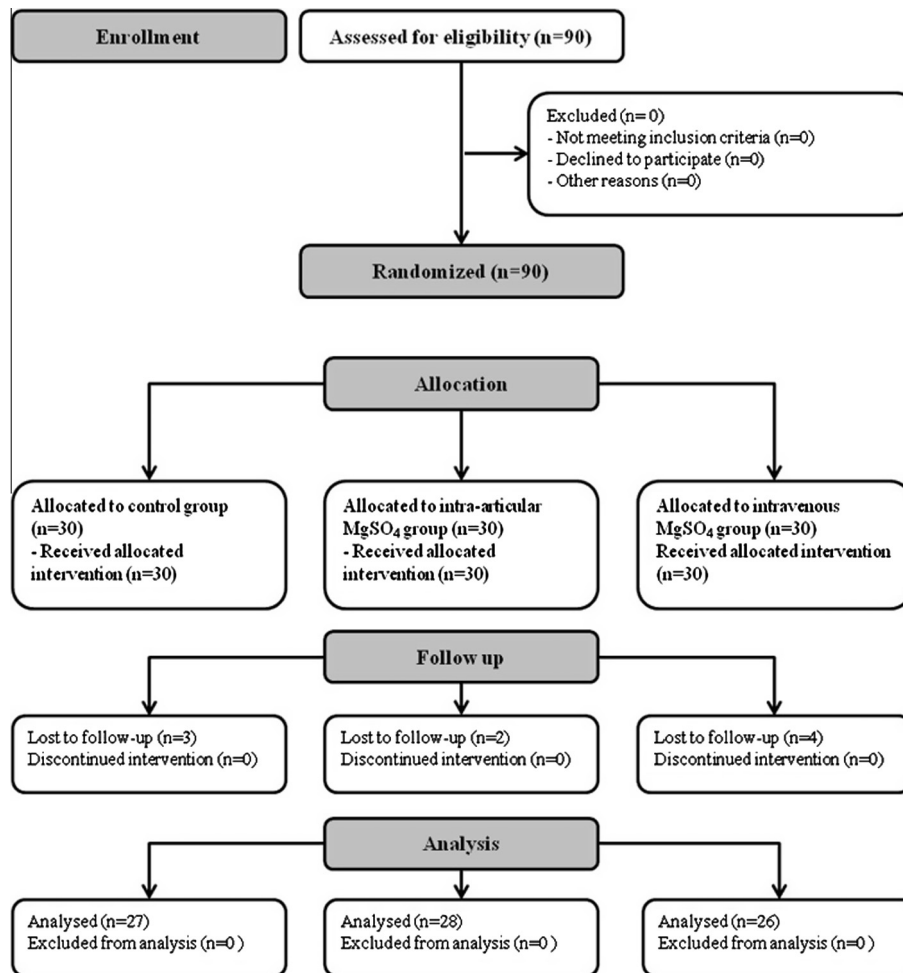 Enrollment
Assessed for eligibility (n=90)
Excluded (n= 0)
- Not meeting inclusion criteria (n=0)
- Declined to participate (n=0)
- Other reasons (n=0)
Randomized (n=90)
Allocation
Allocated to control group
(n=30)
- Received allocated
intervention (n=30)
Allocated to intra-articular
MgSO₄ group (n=30)
- Received allocated
intervention (n=30)
Allocated to intravenous
MgSO₄ group (n=30)
Received allocated intervention
(n=30)
Follow up
Lost to follow-up (n=3)
Discontinued intervention (n=0)
Lost to follow-up (n=2)
Discontinued intervention (n=0)
Lost to follow-up (n=4)
Discontinued intervention (n=0)
Analysis
Analysed (n=27)
Excluded from analysis (n=0 )
Analysed (n=28)
Excluded from analysis (n=0 )
Analysed (n=26)
Excluded from analysis (n=0 )